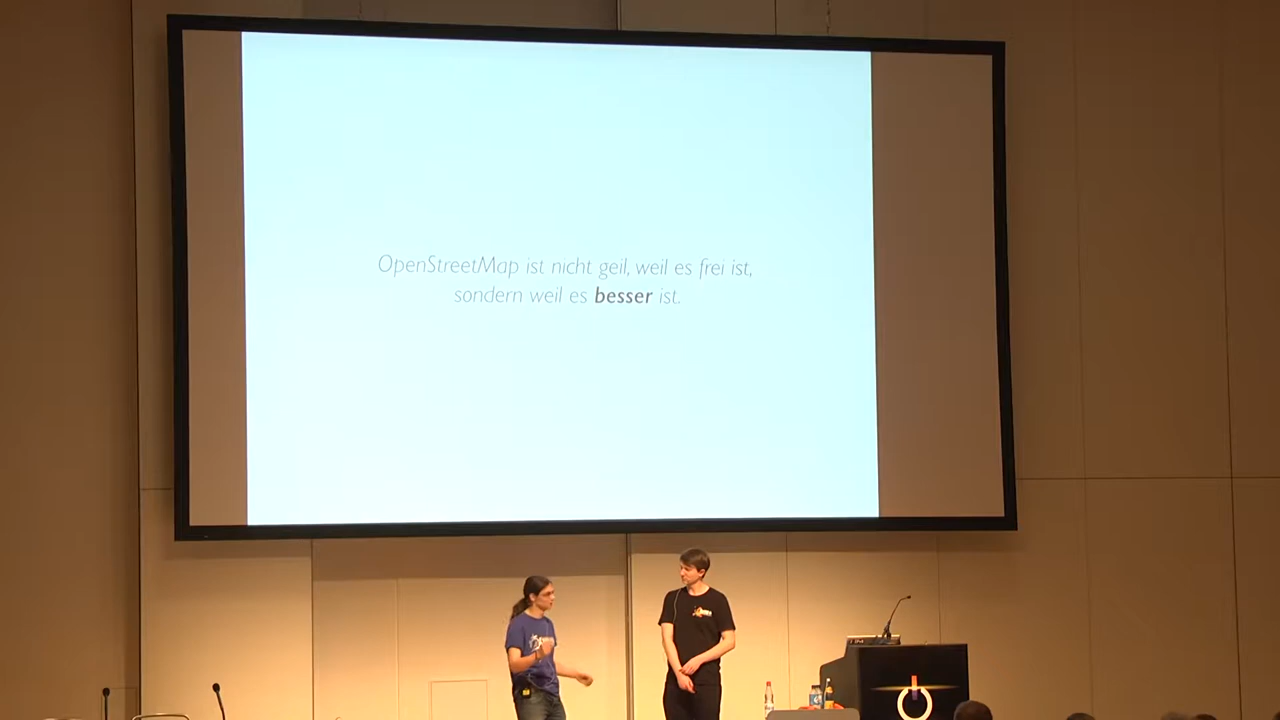 OpenStreetMap ist nicht geil, weil es frei ist,
sondern weil es besser ist.